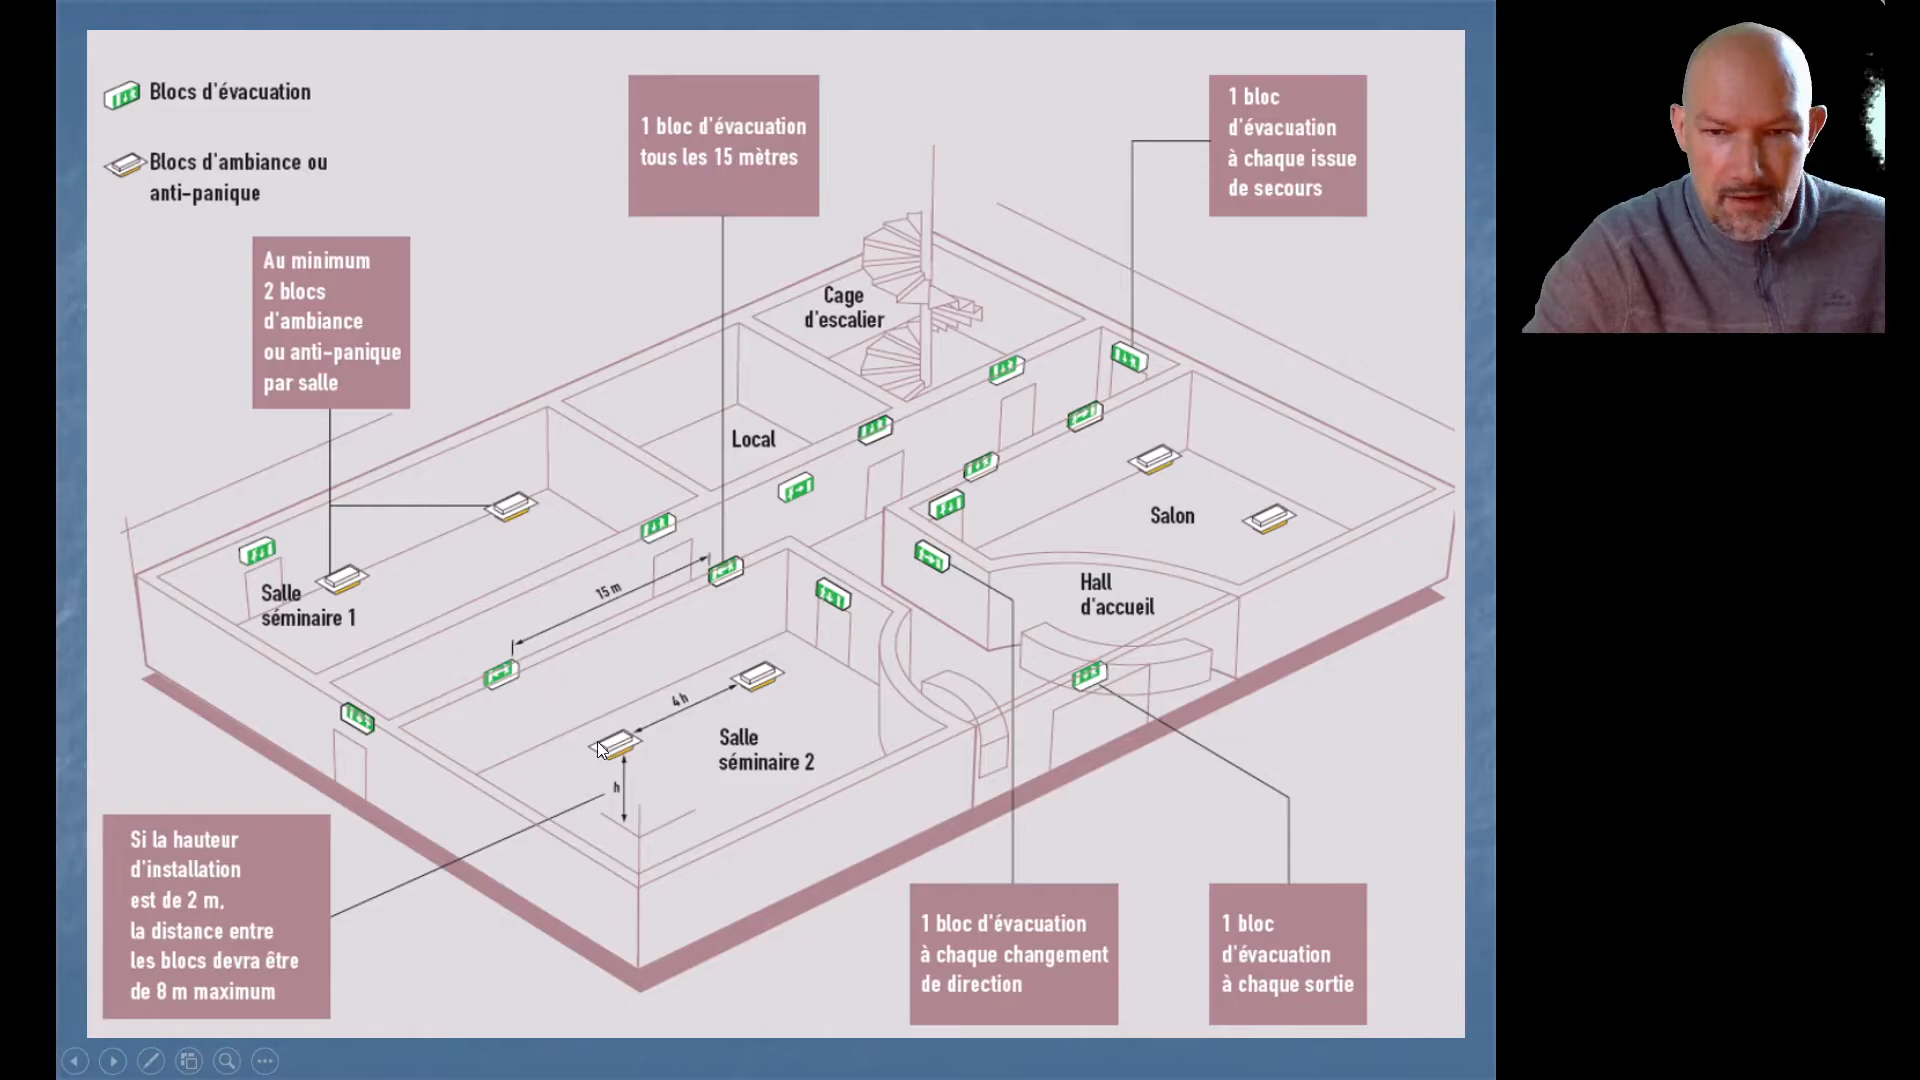 Blocs d'évacuation
Blocs d'ambiance ou
anti-panique
Au minimum
2 blocs
d'ambiance
ou anti-panique
par salle
1 bloc d'évacuation
tous les 15 mètres
1 bloc
d'évacuation
à chaque issue
de secours
Cage
d'escalier
Local
Salon
Hall
d'accueil
Salle
séminaire 1
15 m
4 h
Salle
séminaire 2
h
Si la hauteur
d'installation
est de 2 m,
la distance entre
les blocs devra être
de 8 m maximum
1 bloc d'évacuation
à chaque changement
de direction
1 bloc
d'évacuation
à chaque sortie